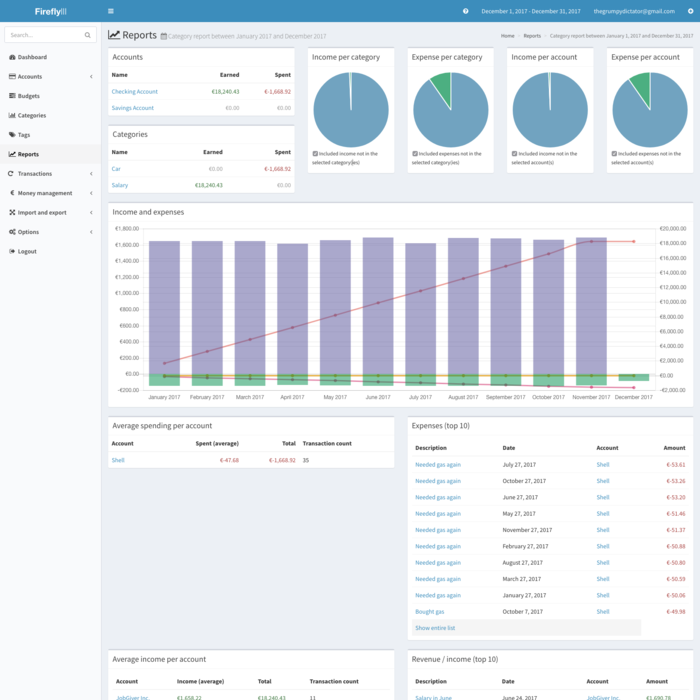 FireflyIII
December 1, 2017 - December 31, 2017
thegrumpydictator@gmail.com
Search...
Dashboard
Accounts
Budgets
Categories
Tags
Reports
Transactions
Money management
Import and export
Options
Logout
Reports Category report between January 2017 and December 2017
Home › Reports › Category report between January 1, 2017 and December 31, 2017
Accounts
Name Earned Spent
Checking Account €18,240.43 €-1,668.92
Savings Account €0.00 €0.00
Categories
Name Earned Spent
Car €0.00 €-1,668.92
Salary €18,240.43 €0.00
Income per category
Included income not in the
selected category(ies)
Expense per category
Included expenses not in the
selected category(ies)
Income per account
Included income not in the
selected account(s)
Expense per account
Included expenses not in the
selected account(s)
Income and expenses
€1,800.00
€1,600.00
€1,400.00
€1,200.00
€1,000.00
€800.00
€600.00
€400.00
€200.00
€0.00
€-200.00
€20,000.00
€18,000.00
€16,000.00
€14,000.00
€12,000.00
€10,000.00
€8,000.00
€6,000.00
€4,000.00
€2,000.00
€0.00
€-2,000.00
January 2017 February 2017 March 2017 April 2017 May 2017 June 2017 July 2017 August 2017 September 2017 October 2017 November 2017 December 2017
Average spending per account
Account Spent (average) Total Transaction count
Shell €-47.68 €-1,668.92 35
Expenses (top 10)
Description Date Account Amount
Needed gas again July 27, 2017 Shell €-53.61
Needed gas again October 27, 2017 Shell €-53.26
Needed gas again June 27, 2017 Shell €-53.20
Needed gas again May 27, 2017 Shell €-51.46
Needed gas again November 27, 2017 Shell €-51.37
Needed gas again February 27, 2017 Shell €-50.88
Needed gas again August 27, 2017 Shell €-50.80
Needed gas again March 27, 2017 Shell €-50.59
Needed gas again January 27, 2017 Shell €-50.06
Bought gas October 7, 2017 Shell €-49.98
Show entire list
Average income per account
Account Income (average) Total Transaction count
JobGiver Inc. €1,658.22 €18,240.43 11
Revenue / income (top 10)
Description Date Account Amount
Salary in June June 24, 2017 JobGiver Inc. €1,690.78